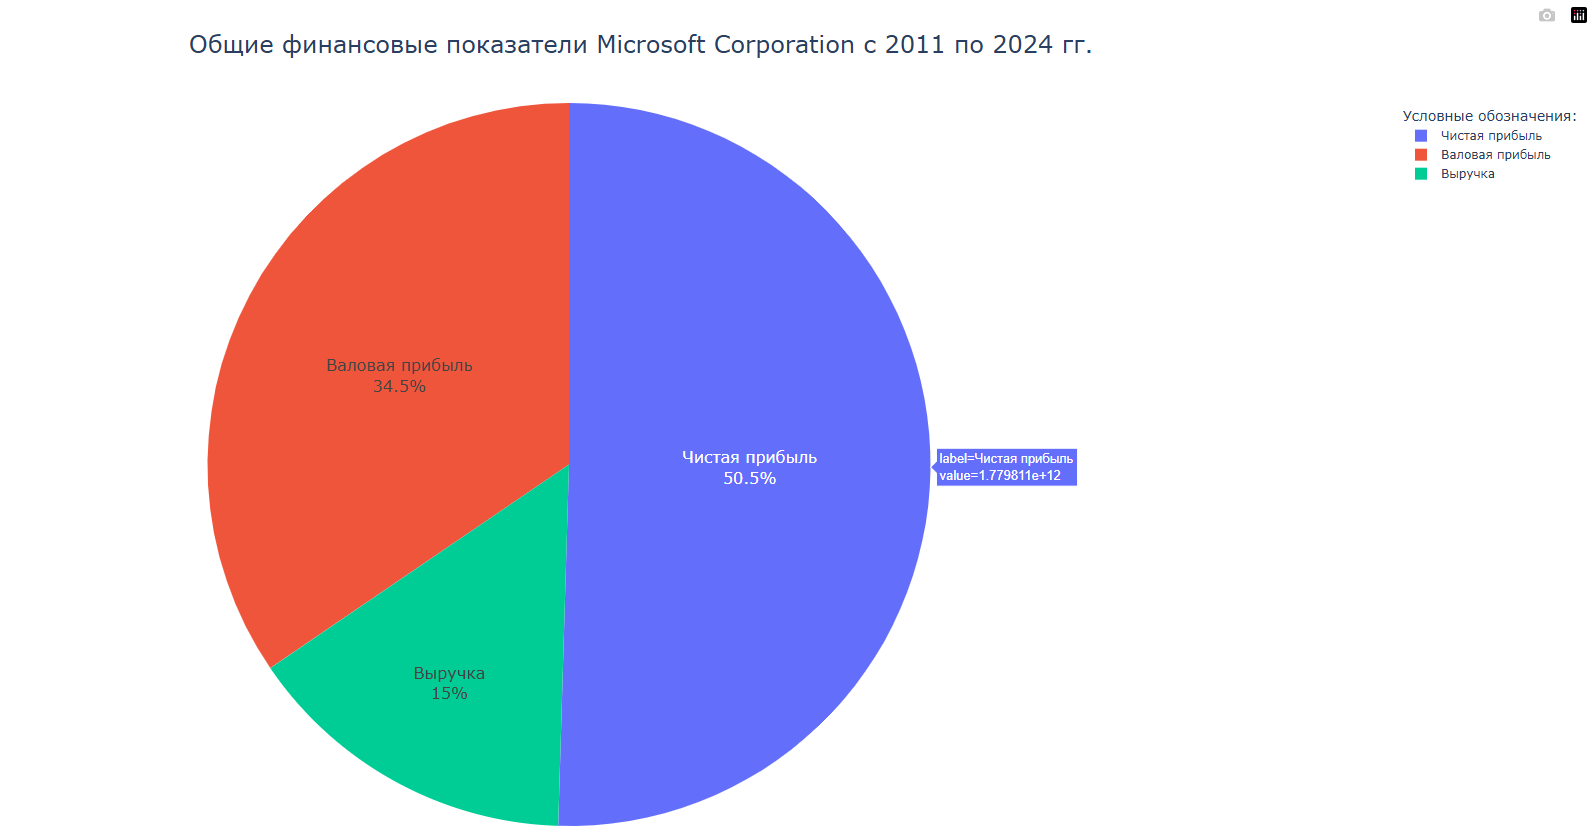 Общие финансовые показатели Microsoft Corporation с 2011 по 2024 гг.
Условные обозначения:
Чистая прибыль
Валовая прибыль
Выручка
Валовая прибыль
34.5%
Чистая прибыль
50.5%
label=Чистая прибыль
value=1.779811e+12
Выручка
15%